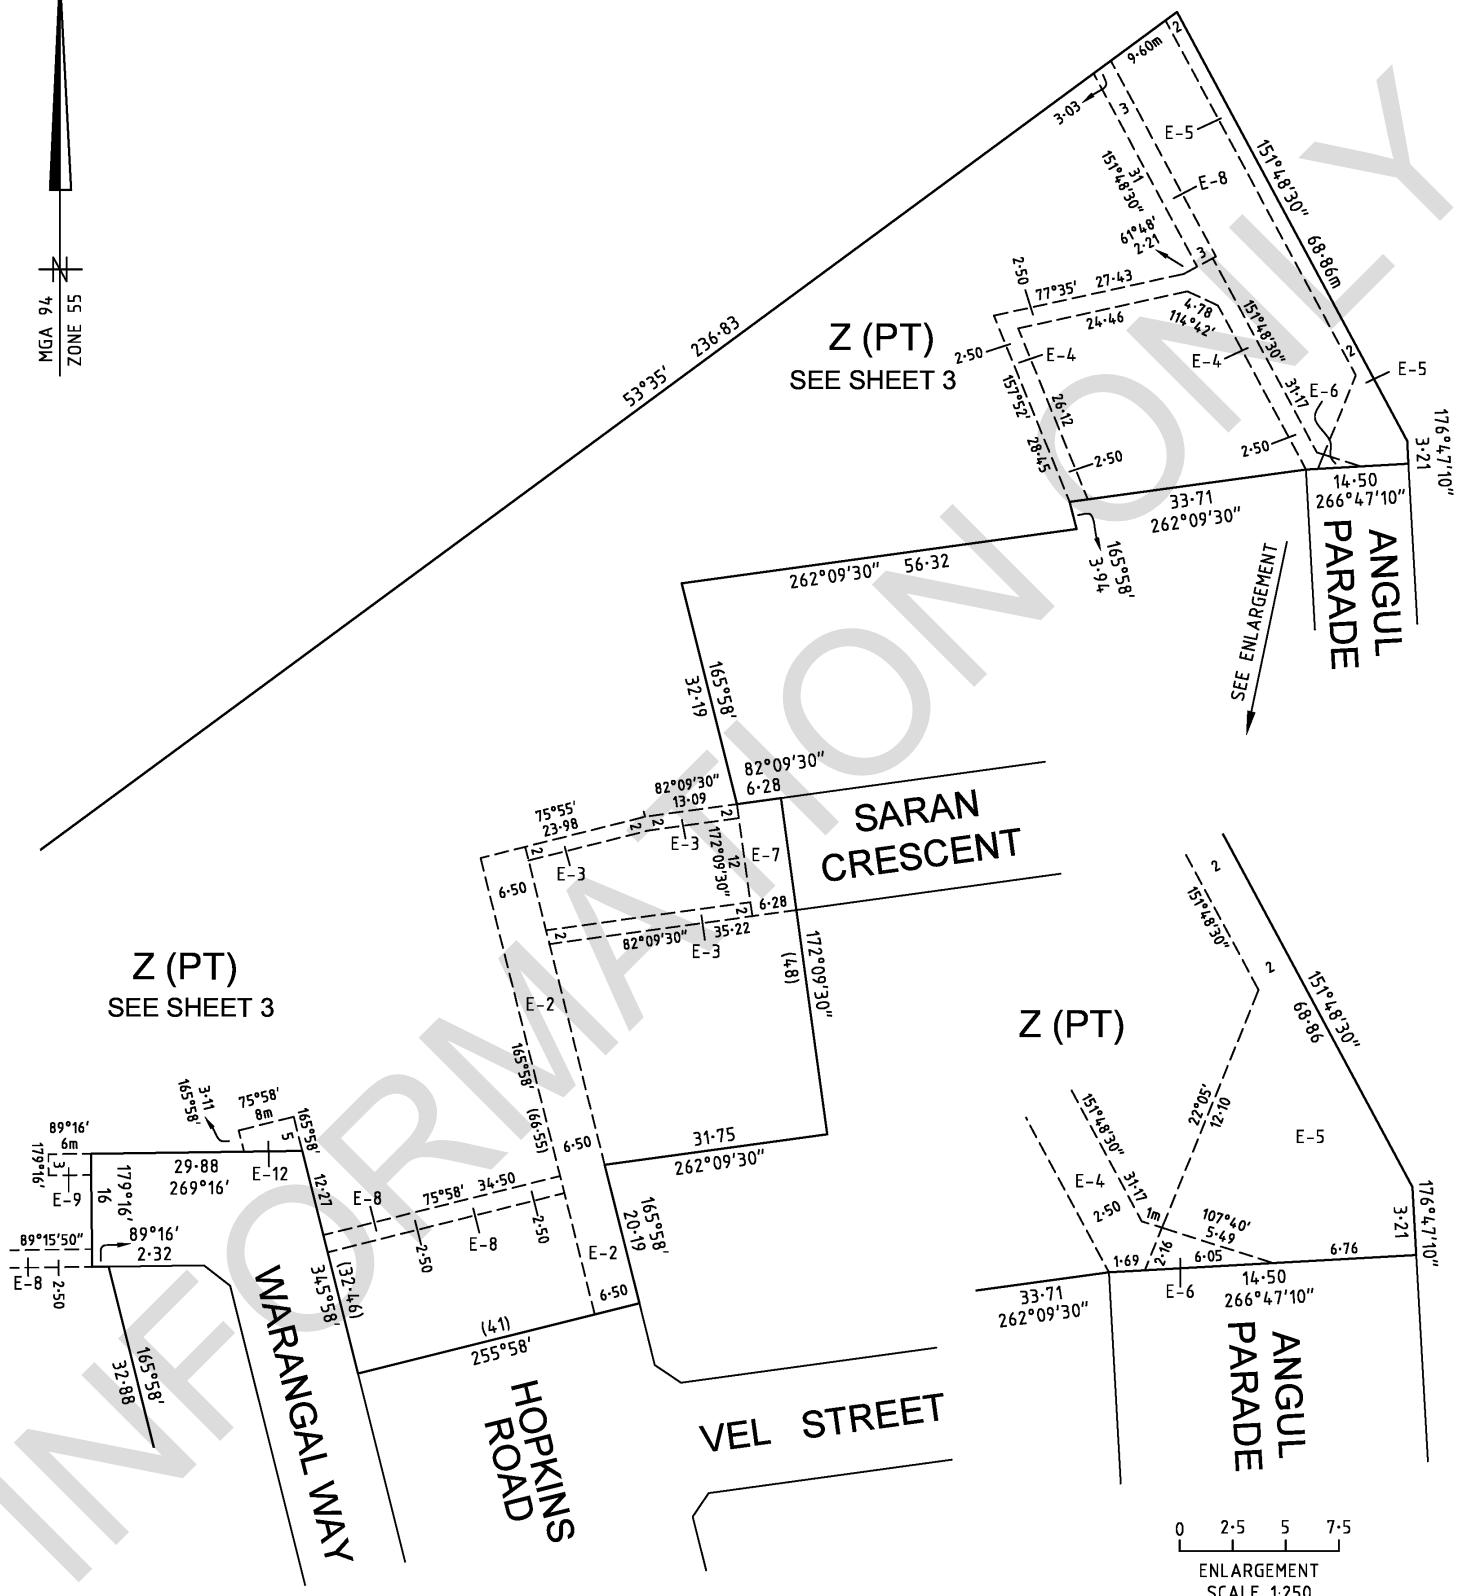 MGA 94
ZONE 55
INFORMATION ONLY
2
9·60m
3·03
3
E-5
151°48'30"
31
151°48'30" 68·86m
E-8
61°48'
2·21
3
2·50
77°35' 27·43
24·46
4·78
114°42'
151°48'30"
31·17
Z (PT)
SEE SHEET 3
53°35' 236·83
2·50
E-4
E-4
2
E-5
E-6
157°52' 28·45
26·12
2·50
2·50
176°47'10"
3·21
14·50
266°47'10"
33·71
262°09'30"
ANGUL
PARADE
165°58'
3·94
262°09'30" 56·32
SEE ENLARGEMENT
165°58'
32·19
82°09'30"
6·28
82°09'30"
13·09
75°55'
23·98
2
2
2
2
E-3
E-3
172°09'30"
12
E-7
SARAN
CRESCENT
6·50
2
2
6·28
82°09'30" 35·22
E-3
172°09'30"
(48)
Z (PT)
SEE SHEET 3
E-2
165°58' (66·55)
6·50
31·75
262°09'30"
165°58'
3·11
75°58'
8m
165°58'
5
89°16'
6m
179°16'
3
E-9
179°16'
16
29·88
269°16'
E-12
12·27
E-8
75°58' 34·50
2·50
E-8
2·50
165°58'
20·19
E-2
6·50
89°15'50"
E-8
2·50
89°16'
2·32
(32·46)
345°58'
(41)
255°58'
165°58'
32·88
WARANGAL WAY
HOPKINS
ROAD
VEL STREET
2
151°48'30"
2
151°48'30"
68·86
Z (PT)
22°05'
12·10
E-5
151°48'30"
31·17
E-4
2·50
1m
107°40'
5·49
176°47'10"
3·21
1·69
2·16
6·05
6·76
E-6
14·50
266°47'10"
33·71
262°09'30"
ANGUL
PARADE
0 2·5 5 7·5
ENLARGEMENT
SCALE 1:250